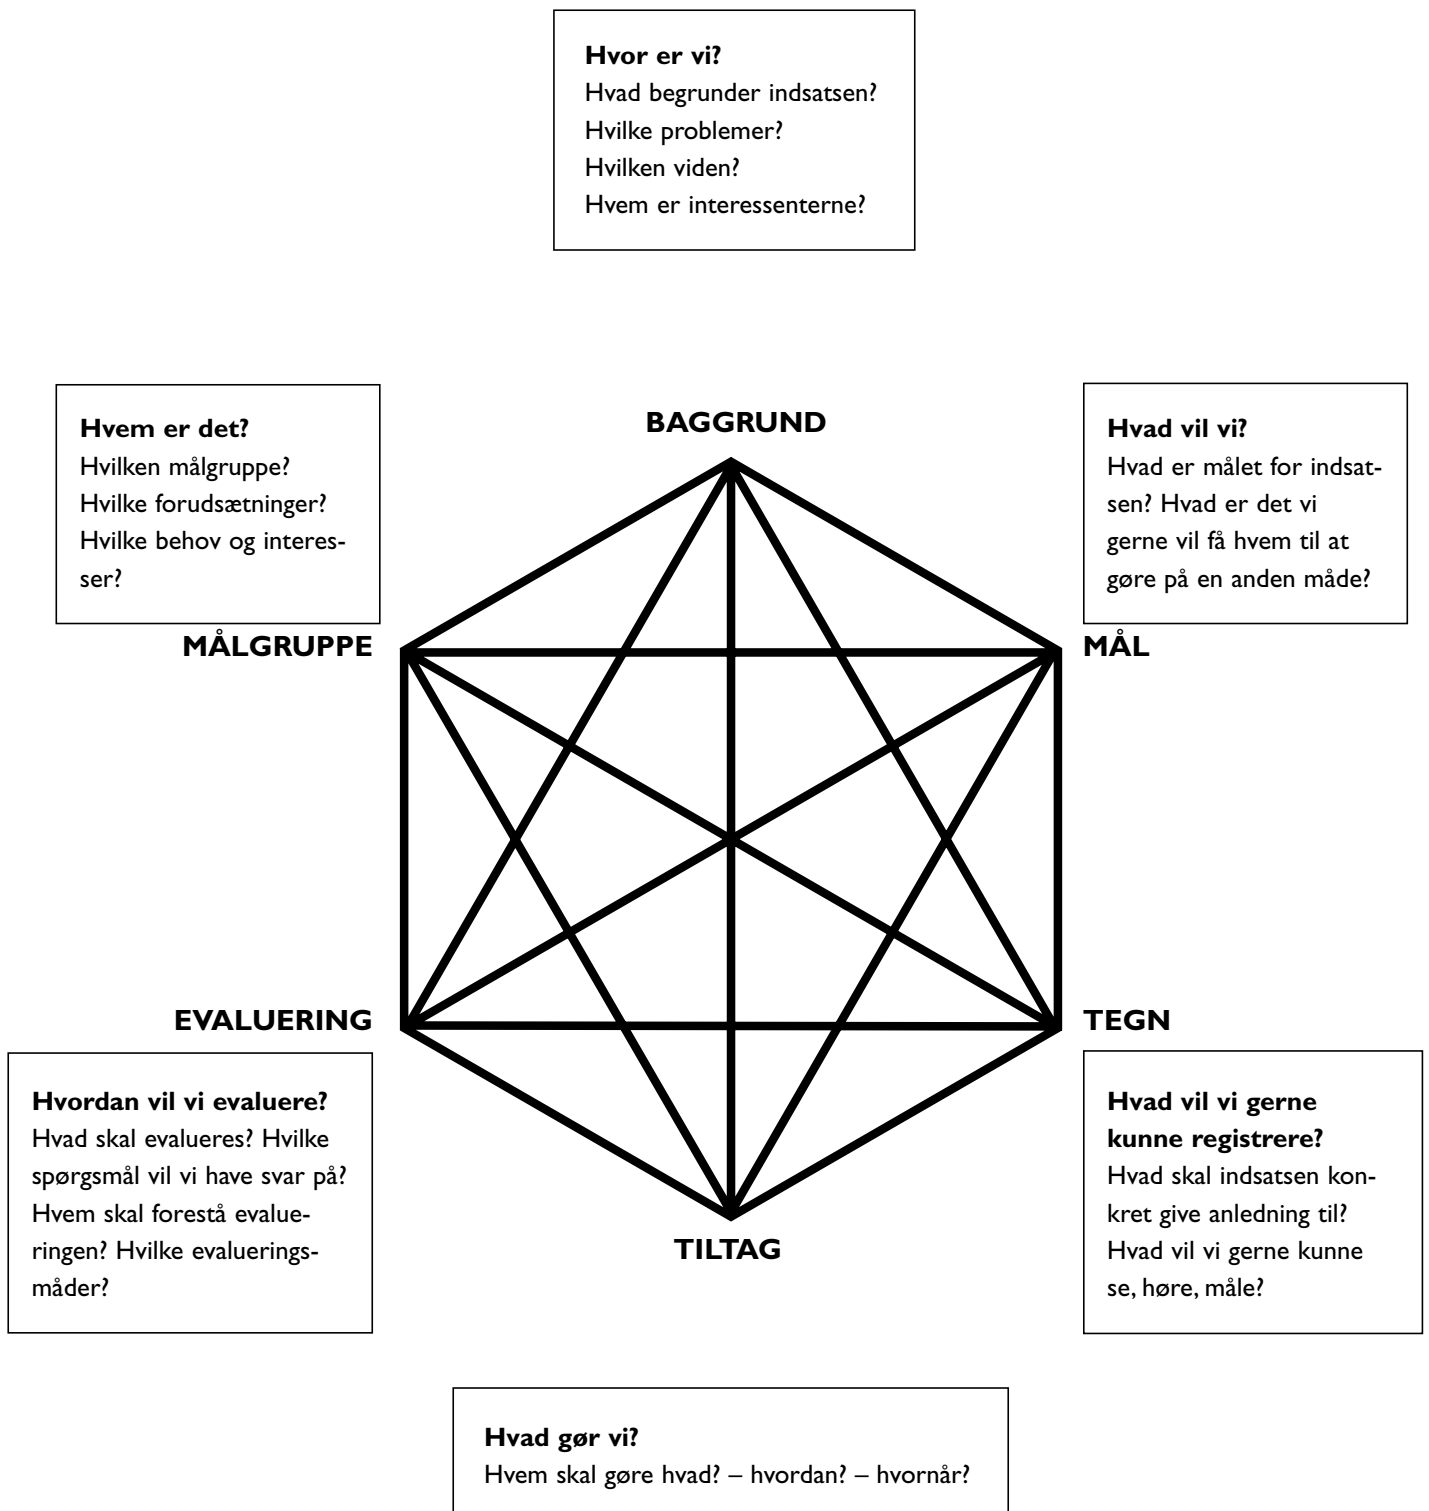 Hvor er vi?
Hvad begrunder indsatsen?
Hvilke problemer?
Hvilken viden?
Hvem er interessenterne?
Hvem er det?
Hvilken målgruppe?
Hvilke forudsætninger?
Hvilke behov og interes-
ser?
BAGGRUND
Hvad vil vi?
Hvad er målet for indsat-
sen? Hvad er det vi
gerne vil få hvem til at
gøre på en anden måde?
MÅLGRUPPE
MÅL
EVALUERING
TEGN
Hvordan vil vi evaluere?
Hvad skal evalueres? Hvilke
spørgsmål vil vi have svar på?
Hvem skal forestå evalue-
ringen? Hvilke evaluerings-
måder?
TILTAG
Hvad vil vi gerne
kunne registrere?
Hvad skal indsatsen kon-
kret give anledning til?
Hvad vil vi gerne kunne
se, høre, måle?
Hvad gør vi?
Hvem skal gøre hvad? – hvordan? – hvornår?